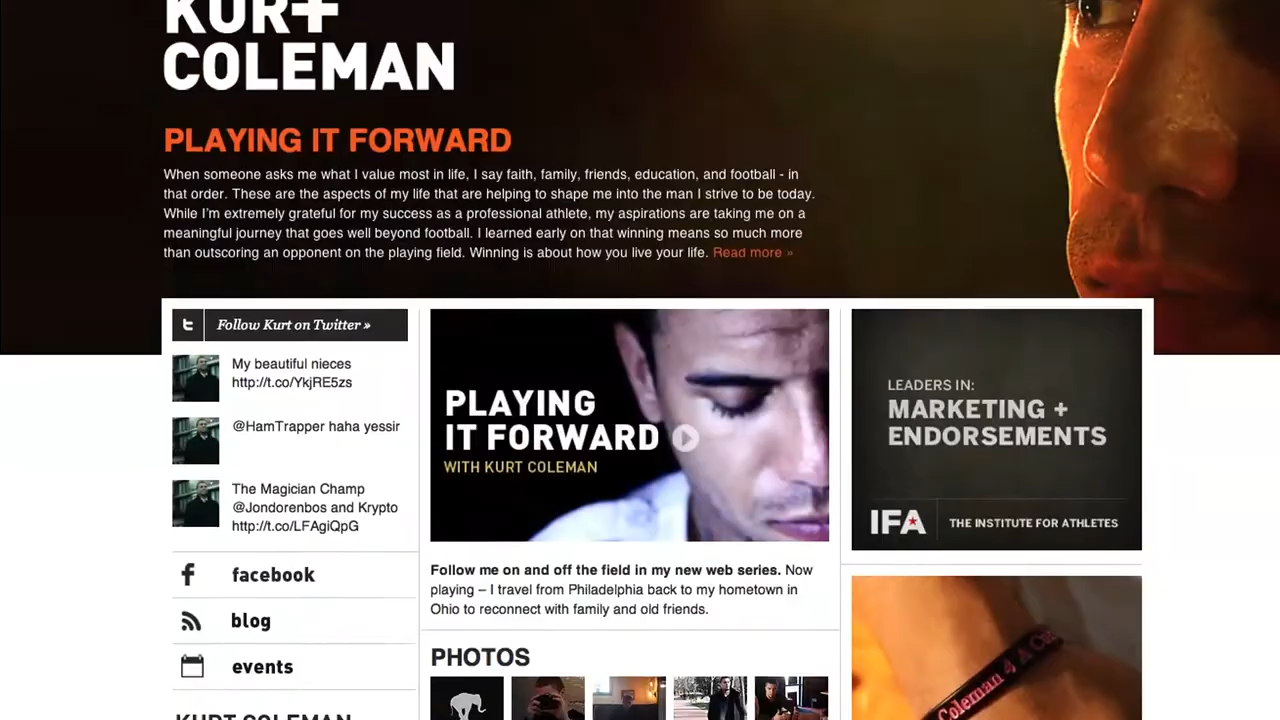 KUR+
COLEMAN
PLAYING IT FORWARD
When someone asks me what I value most in life, I say faith, family, friends, education, and football - in
that order. These are the aspects of my life that are helping to shape me into the man I strive to be today.
While I'm extremely grateful for my success as a professional athlete, my aspirations are taking me on a
meaningful journey that goes well beyond football. I learned early on that winning means so much more
than outscoring an opponent on the playing field. Winning is about how you live your life. Read more »
Follow Kurt on Twitter »
My beautiful nieces
http://t.co/YkjRE5zs
@HamTrapper haha yessir
The Magician Champ
@Jondorenbos and Krypto
http://t.co/LFAgiQpG
facebook
blog
events
KURT COLEMAN
PLAYING
IT FORWARD
WITH KURT COLEMAN
Follow me on and off the field in my new web series. Now
playing – I travel from Philadelphia back to my hometown in
Ohio to reconnect with family and old friends.
PHOTOS
LEADERS IN:
MARKETING +
ENDORSEMENTS
IFA THE INSTITUTE FOR ATHLETES
Coleman 4 A